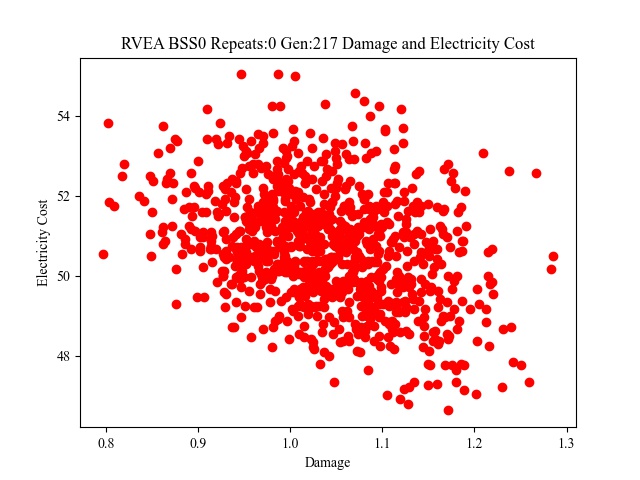 RVEA BSS0 Repeats:0 Gen:217 Damage and Electricity Cost
54
52
50
48
Electricity Cost
0.8 0.9 1.0 1.1 1.2 1.3
Damage